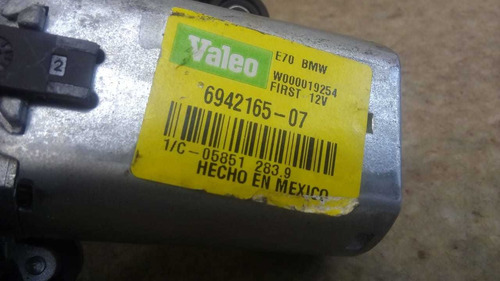 Valeo
E70 BMW
W000019254
FIRST 12V
6942165-07
1/C-05851 283.9
HECHO EN MEXICO
2